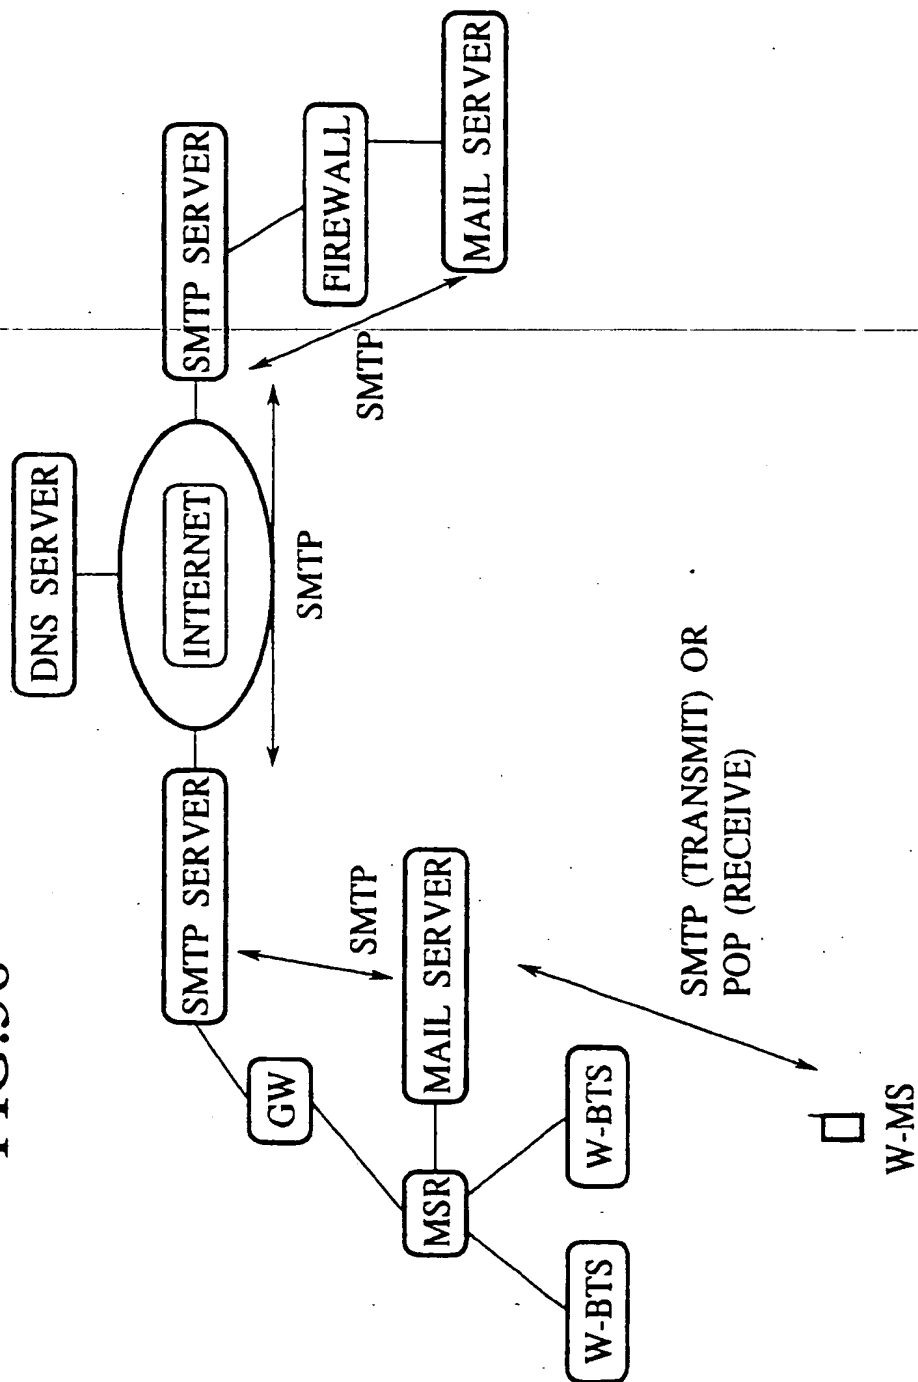 DNS SERVER
SMTP SERVER
INTERNET
SMTP SERVER
GW
SMTP
FIREWALL
SMTP
SMTP
MSR
MAIL SERVER
MAIL SERVER
W-BTS
W-BTS
SMTP (TRANSMIT) OR
POP (RECEIVE)
W-MS